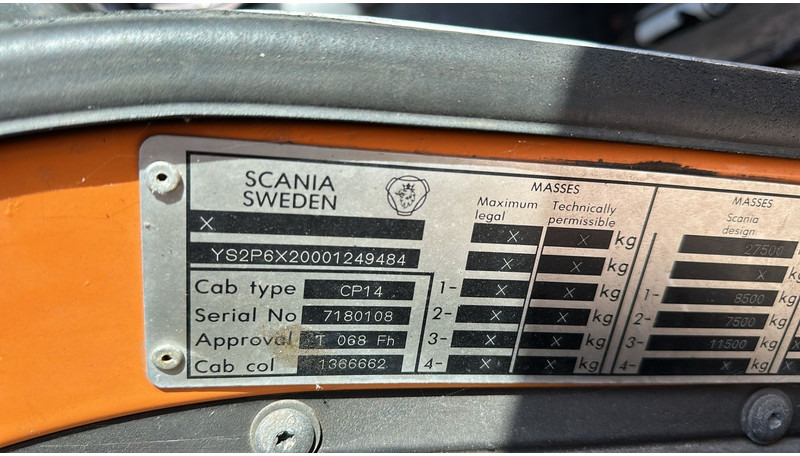 SCANIA
SWEDEN
X
YS2P6X20001249484
Cab type CP14
Serial No 7180108
Approval T 068 Fh
Cab col 1366662
MASSES
Maximum legal Technically permissible
X X kg
X X kg
1- X X kg
2- X X kg
3- X X kg
4- X X kg
MASSES
Scania design
27500
X k
1- 8500 kg
2- 7500 kg
3- 11500 kg
4- X kg X